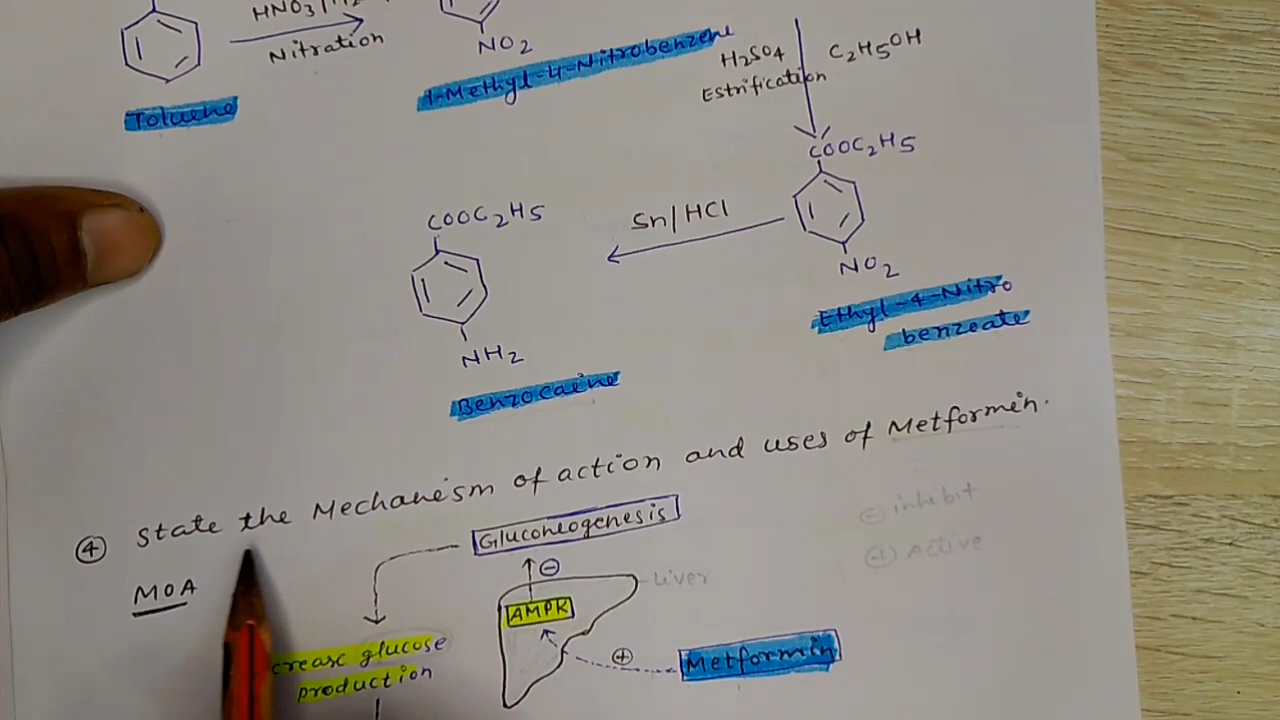 HNO3/
Nitration
NO2
1-Methyl-4-Nitrobenzene
Toluene
H2SO4
C2H5OH
Estrification
COOC2H5
NO2
Ethyl-4-Nitro
benzoate
Sn/HCl
COOC2H5
NH2
Benzocaine
④ State the Mechanism of action and uses of Metformin.
MOA
Gluconeogenesis
⊖ inhibit
⊕ Active
⊖
Liver
AMPK
⊕
Metformin
crease glucose
production